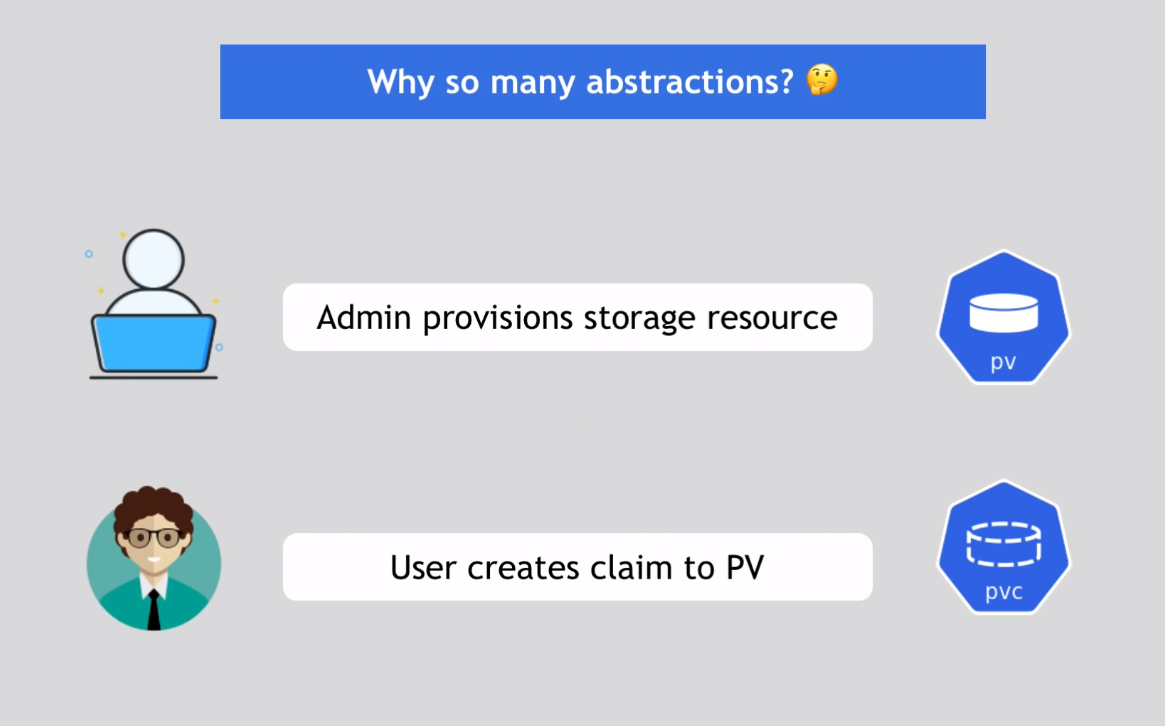 Why so many abstractions? 🤔
Admin provisions storage resource
pv
User creates claim to PV
pvc